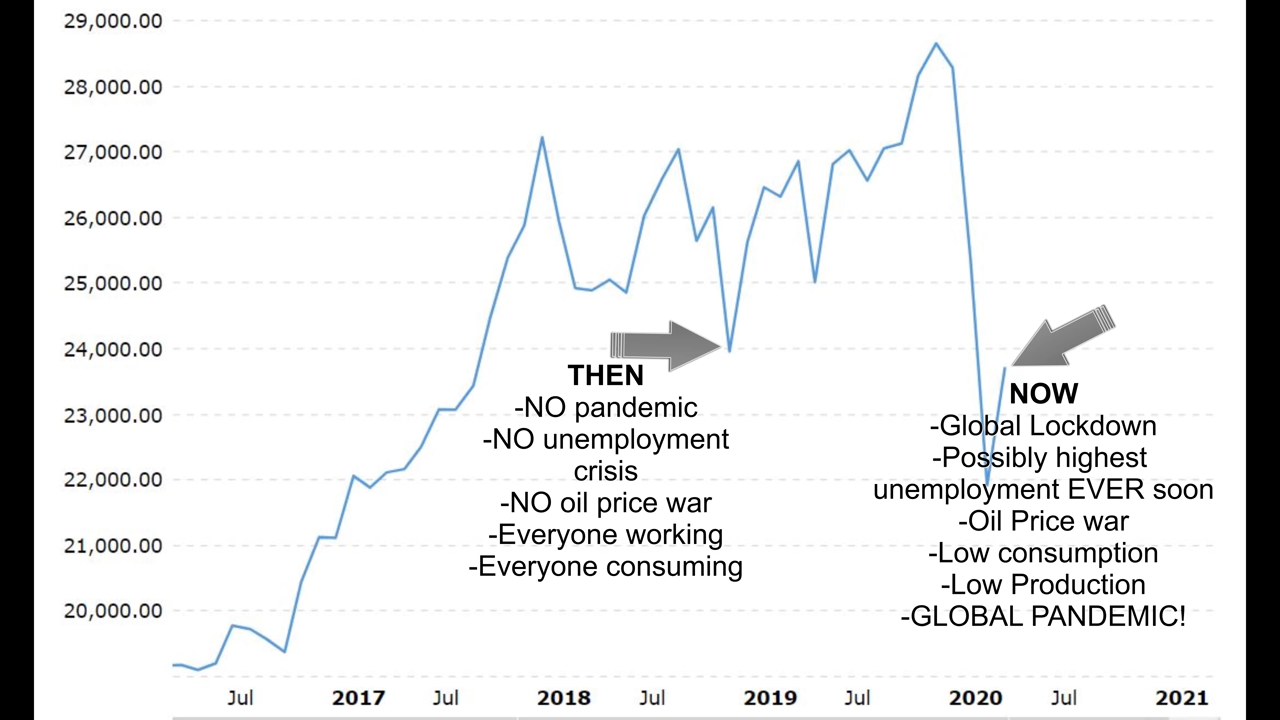 29,000.00
28,000.00
27,000.00
26,000.00
25,000.00
24,000.00
23,000.00
22,000.00
21,000.00
20,000.00
THEN
-NO pandemic
-NO unemployment
crisis
-NO oil price war
-Everyone working
-Everyone consuming
NOW
-Global Lockdown
-Possibly highest
unemployment EVER soon
-Oil Price war
-Low consumption
-Low Production
-GLOBAL PANDEMIC!
Jul 2017 Jul 2018 Jul 2019 Jul 2020 Jul 2021